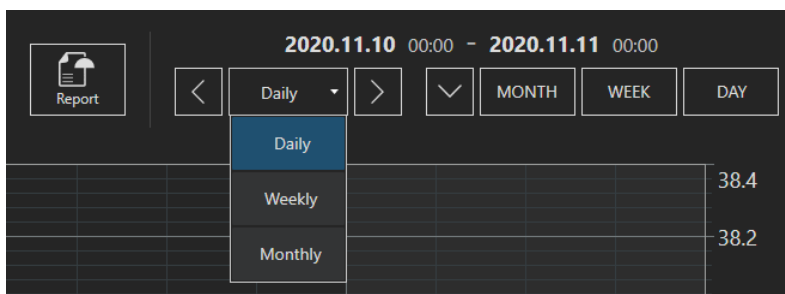 2020.11.10 00:00 - 2020.11.11 00:00
Report
Daily
MONTH
WEEK
DAY
Daily
Weekly
Monthly
38.4
38.2